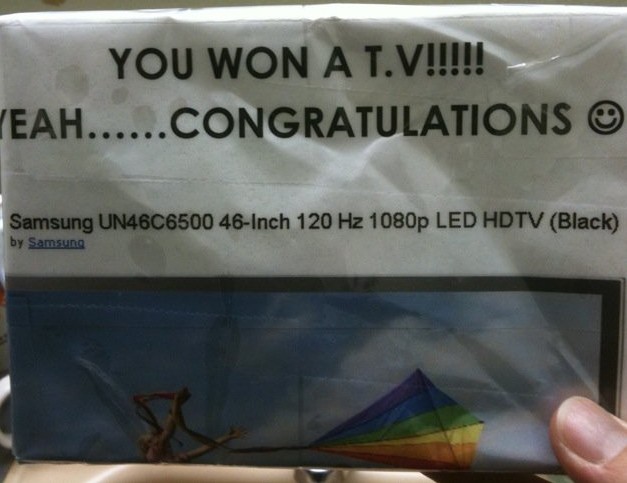 YOU WON A T.V!!!!!
YEAH......CONGRATULATIONS ☺
Samsung UN46C6500 46-Inch 120 Hz 1080p LED HDTV (Black)
by Samsung